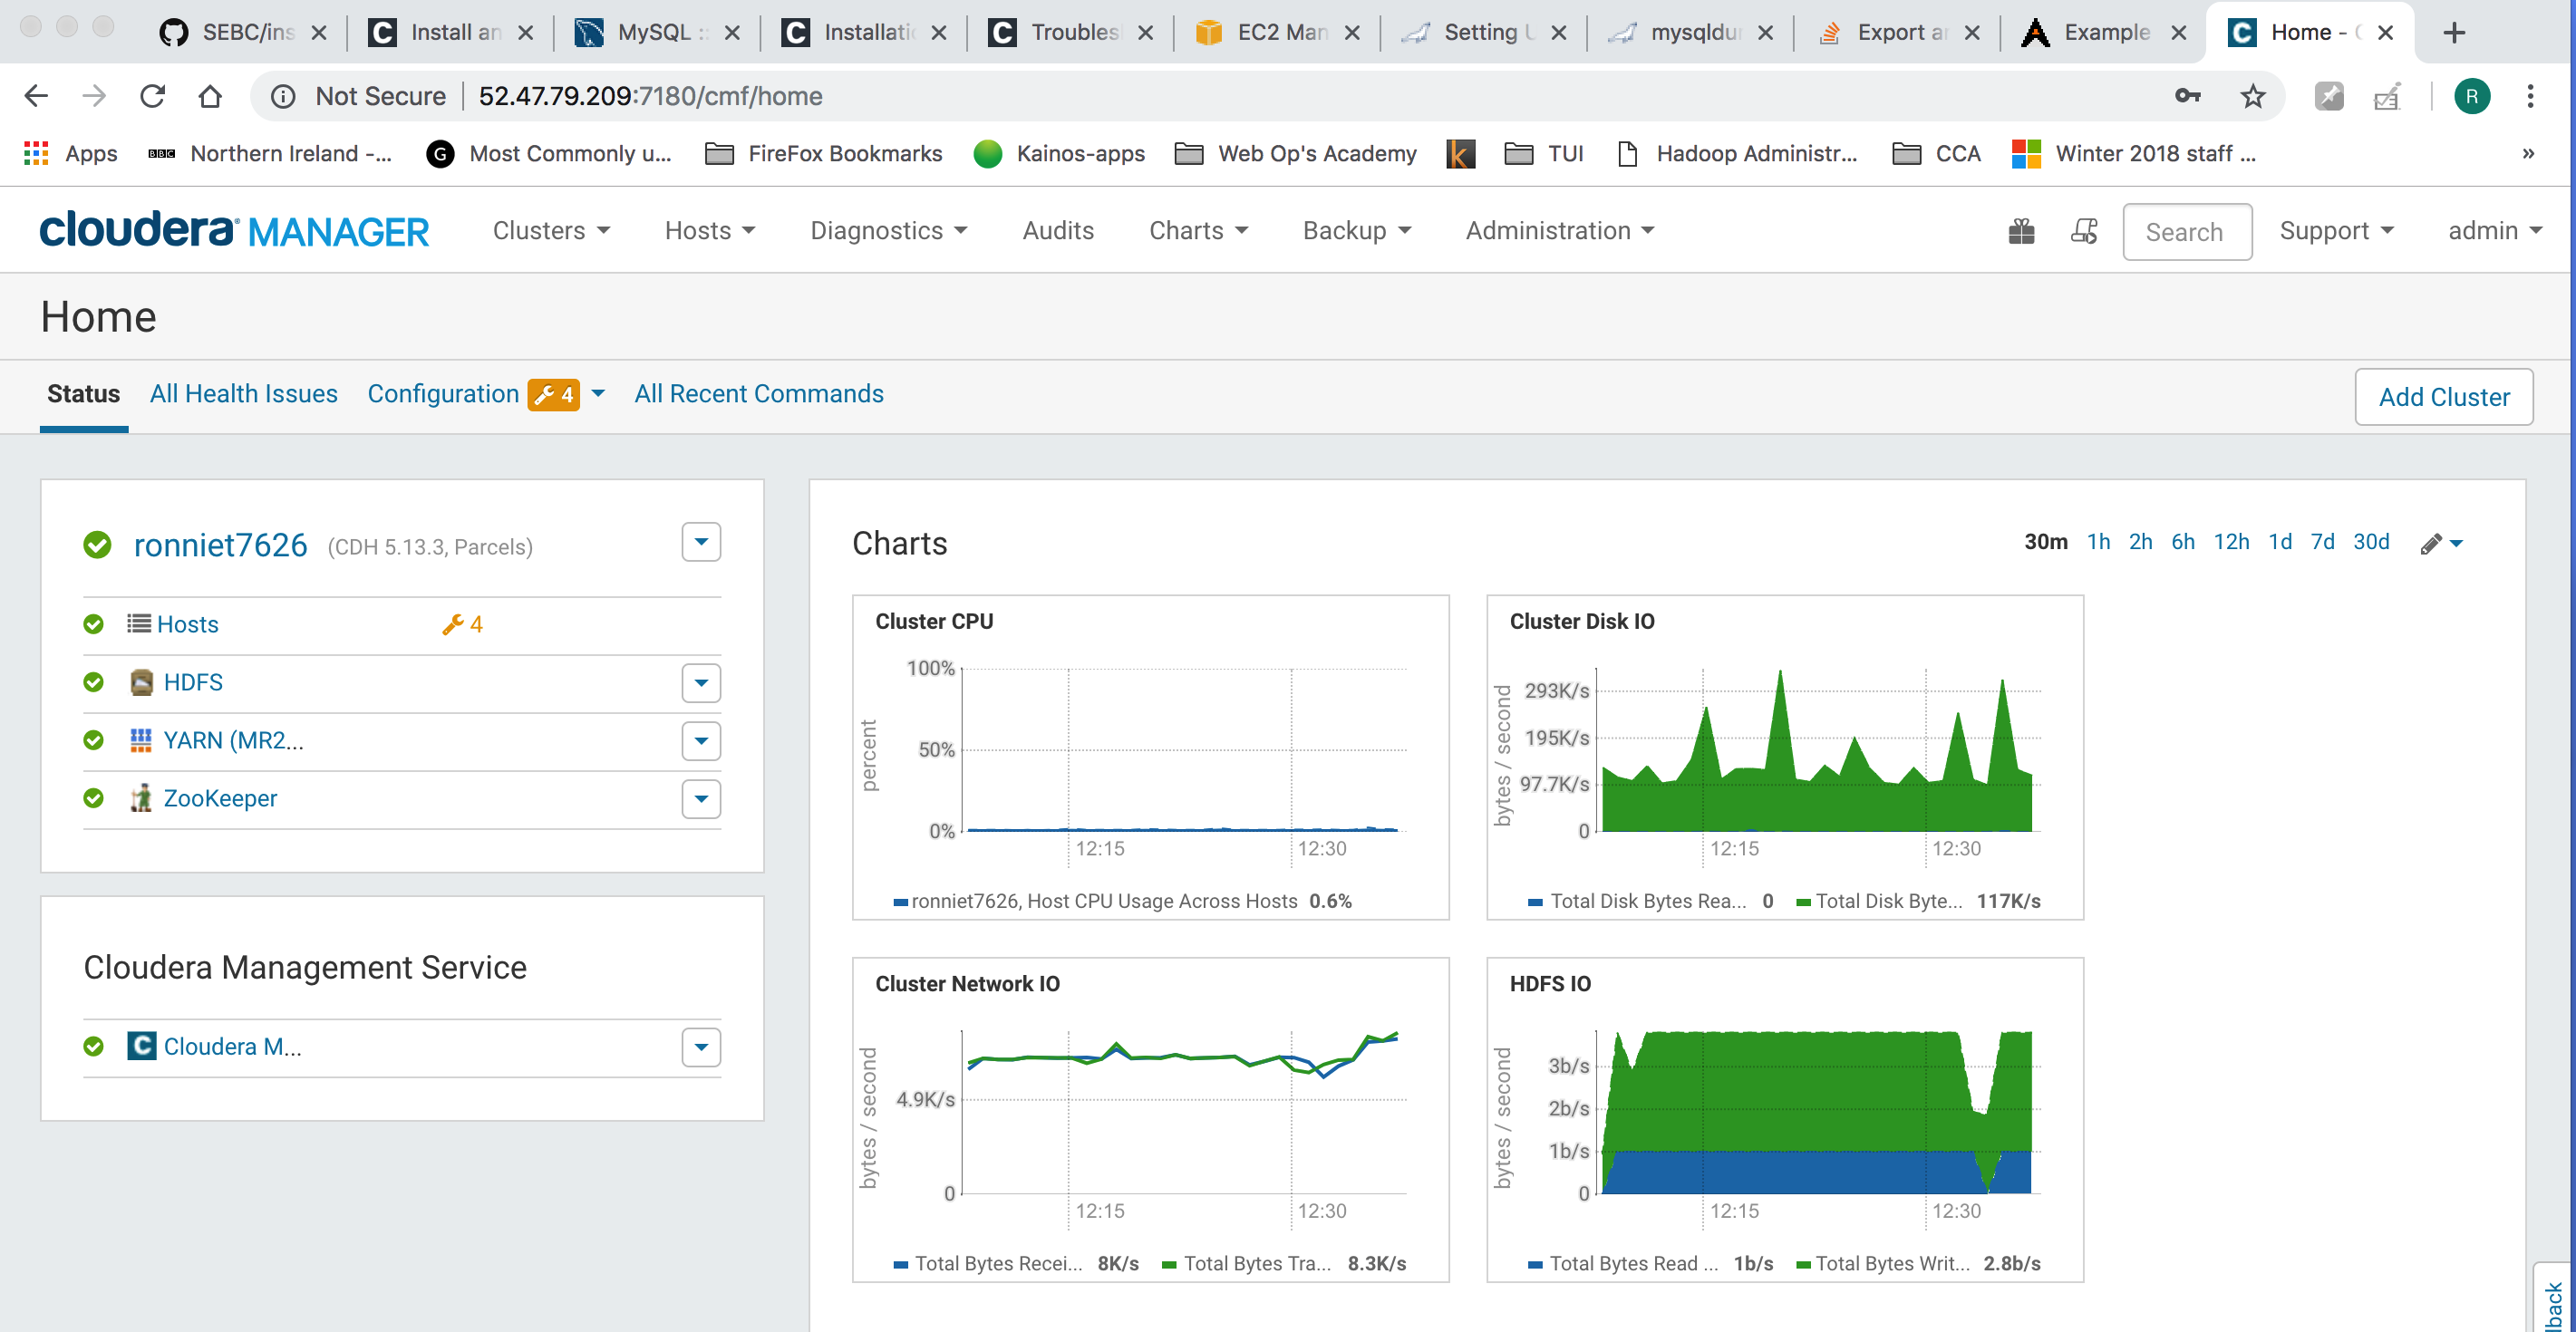 SEBC/ins Install an MySQL :: Installatio Troubles EC2 Man Setting U mysqldu Export a Example Home -
Not Secure 52.47.79.209:7180/cmf/home R
Apps BBC Northern Ireland -... G Most Commonly u... FireFox Bookmarks Kainos-apps Web Op's Academy k TUI Hadoop Administr... CCA Winter 2018 staff ... »
cloudera MANAGER Clusters Hosts Diagnostics Audits Charts Backup Administration Search Support admin
Home
Status All Health Issues Configuration 4 All Recent Commands Add Cluster
ronniet7626 (CDH 5.13.3, Parcels)
Hosts 4
HDFS
YARN (MR2...
ZooKeeper
Cloudera Management Service
C Cloudera M...
Charts 30m 1h 2h 6h 12h 1d 7d 30d
Cluster CPU
percent
100%
50%
0%
12:15 12:30
ronniet7626, Host CPU Usage Across Hosts 0.6%
Cluster Disk IO
bytes / second
293K/s
195K/s
97.7K/s
0
12:15 12:30
Total Disk Bytes Rea... 0 Total Disk Byte... 117K/s
Cluster Network IO
bytes / second
4.9K/s
0
12:15 12:30
Total Bytes Recei... 8K/s Total Bytes Tra... 8.3K/s
HDFS IO
bytes / second
3b/s
2b/s
1b/s
0
12:15 12:30
Total Bytes Read ... 1b/s Total Bytes Writ... 2.8b/s